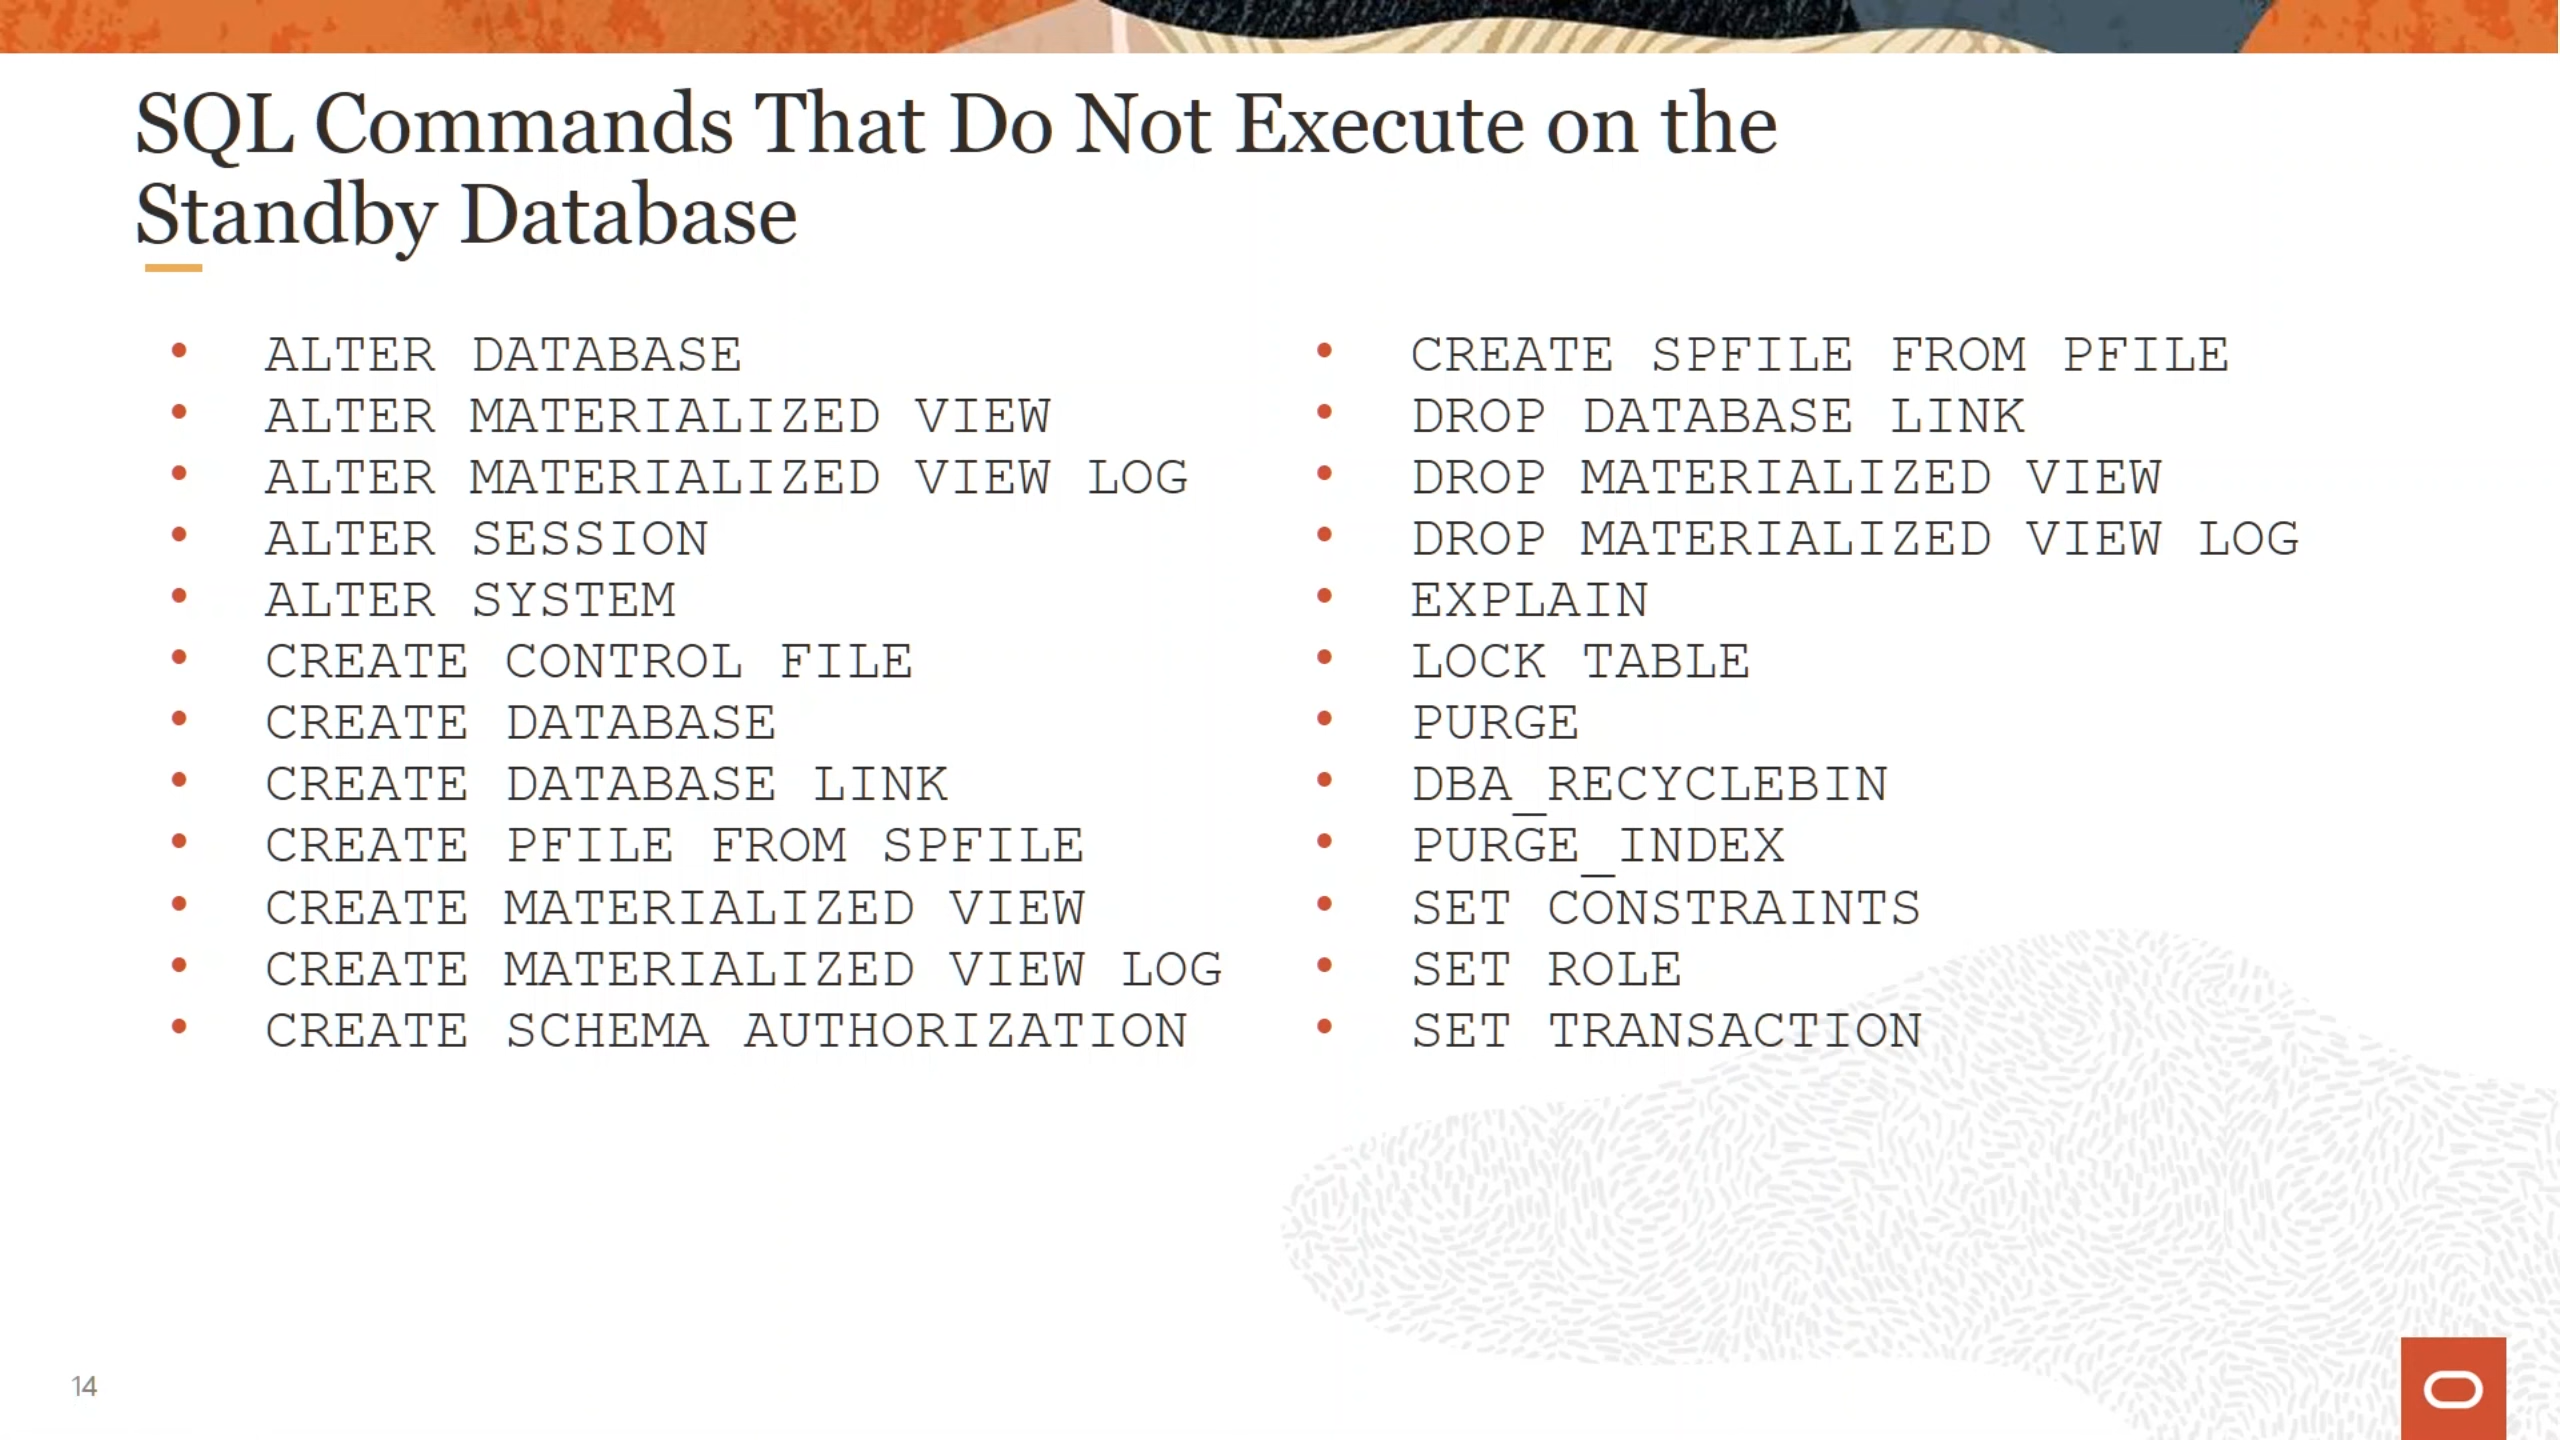 SQL Commands That Do Not Execute on the
Standby Database
• ALTER DATABASE
• ALTER MATERIALIZED VIEW
• ALTER MATERIALIZED VIEW LOG
• ALTER SESSION
• ALTER SYSTEM
• CREATE CONTROL FILE
• CREATE DATABASE
• CREATE DATABASE LINK
• CREATE PFILE FROM SPFILE
• CREATE MATERIALIZED VIEW
• CREATE MATERIALIZED VIEW LOG
• CREATE SCHEMA AUTHORIZATION
• CREATE SPFILE FROM PFILE
• DROP DATABASE LINK
• DROP MATERIALIZED VIEW
• DROP MATERIALIZED VIEW LOG
• EXPLAIN
• LOCK TABLE
• PURGE
• DBA_RECYCLEBIN
• PURGE_INDEX
• SET CONSTRAINTS
• SET ROLE
• SET TRANSACTION
14